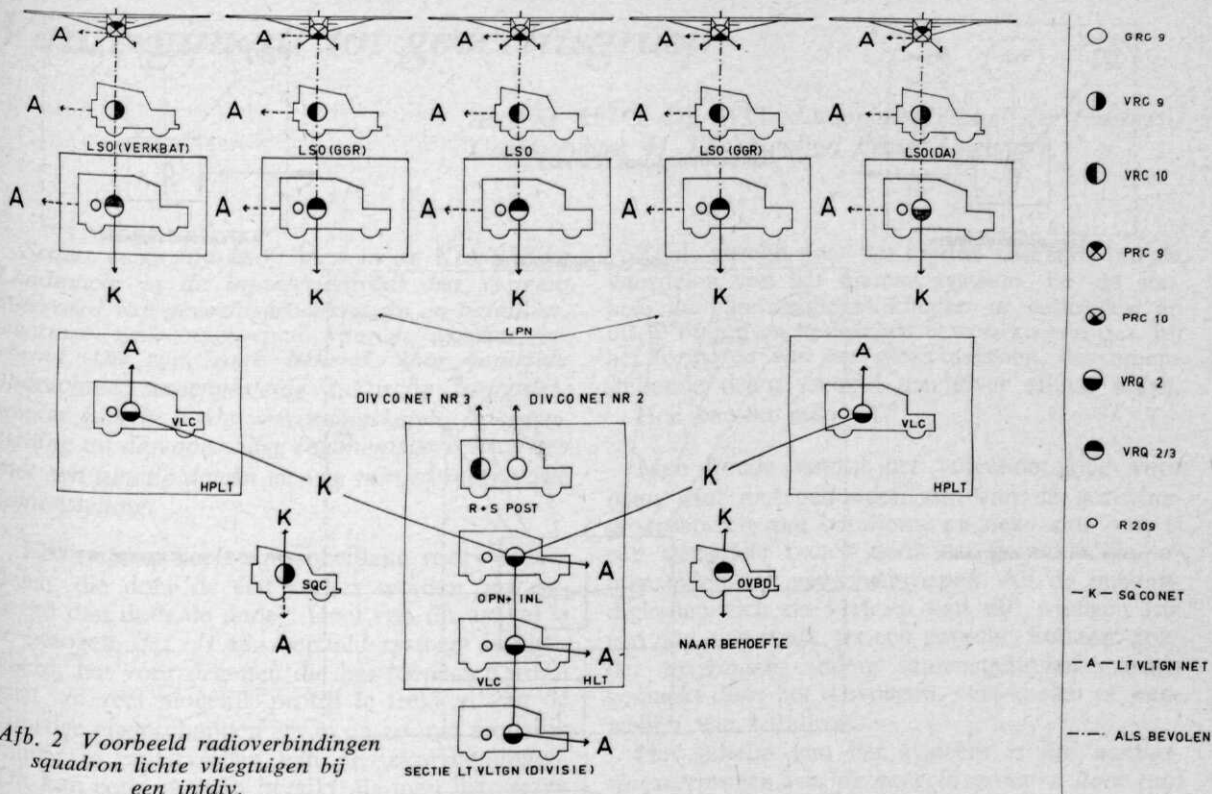 A A A A A
A A A A A
LSO (VERKBAT) LSO (GGR) LSO LSO (GGR) LSO (DA)
A A A A A
K K K K K
LPN
A A
DIV CO NET NR 3 DIV CO NET NR 2
VLC VLC
K K
HPLT HPLT
R + S POST
K K
SQC OVBD
A
OPN + INL
A NAAR BEHOEFTE
VLC HLT A
A
SECTIE LT VLTGN (DIVISIE)
Afb. 2 Voorbeeld radioverbindingen
squadron lichte vliegtuigen bij
een infdiv.
GRC 9
VRC 9
VRC 10
PRC 9
PRC 10
VRQ 2
VRQ 2/3
R 209
K SQ CO NET
A LT VLTGN NET
ALS BEVOLEN